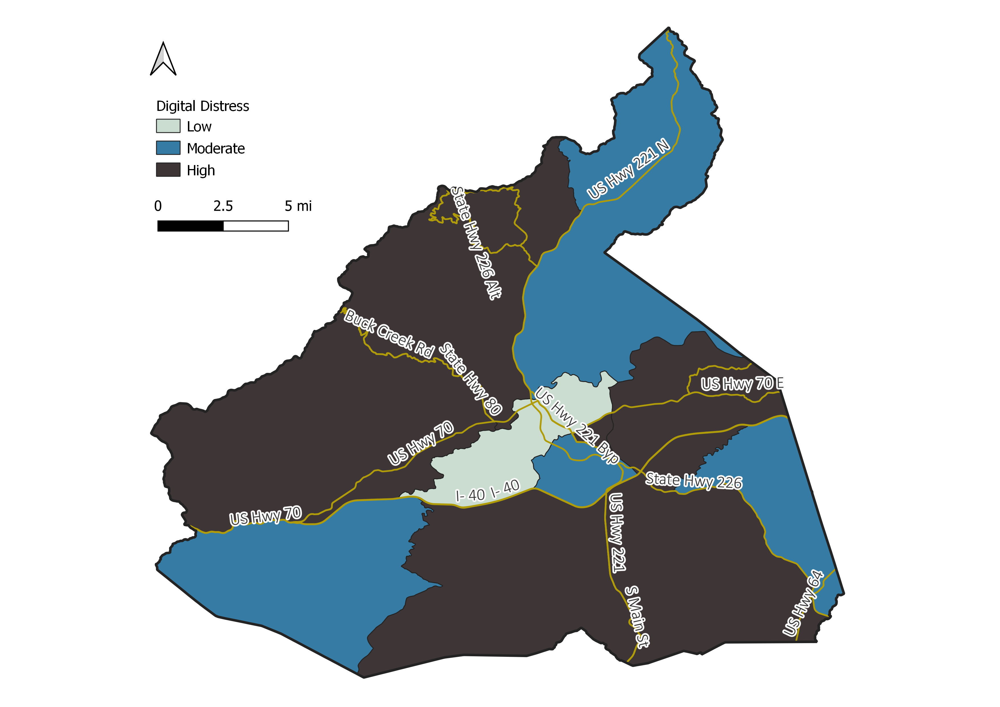 Digital Distress
Low
Moderate
High
0 2.5 5 mi
US Hwy 221 N
State Hwy 226 Alt
Buck Creek Rd
State Hwy 80
US Hwy 70 E
US Hwy 221 Byp
US Hwy 70
State Hwy 226
I- 40 I- 40
US Hwy 70
US Hwy 221
US Hwy 64
S Main St